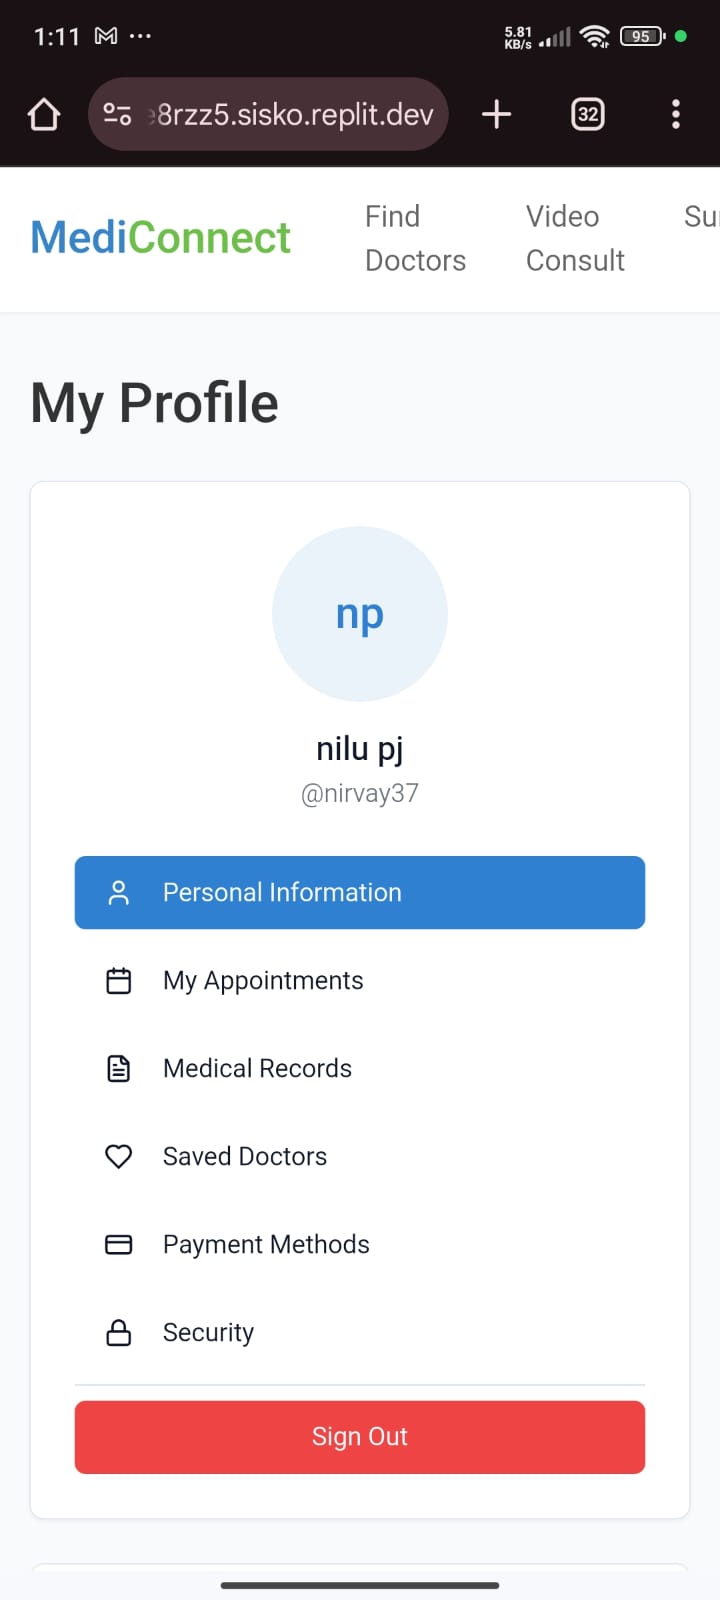 1:11
5.81
KB/s
95
8rzz5.sisko.replit.dev
32
MediConnect
Find
Doctors
Video
Consult
My Profile
np
nilu pj
@nirvay37
Personal Information
My Appointments
Medical Records
Saved Doctors
Payment Methods
Security
Sign Out